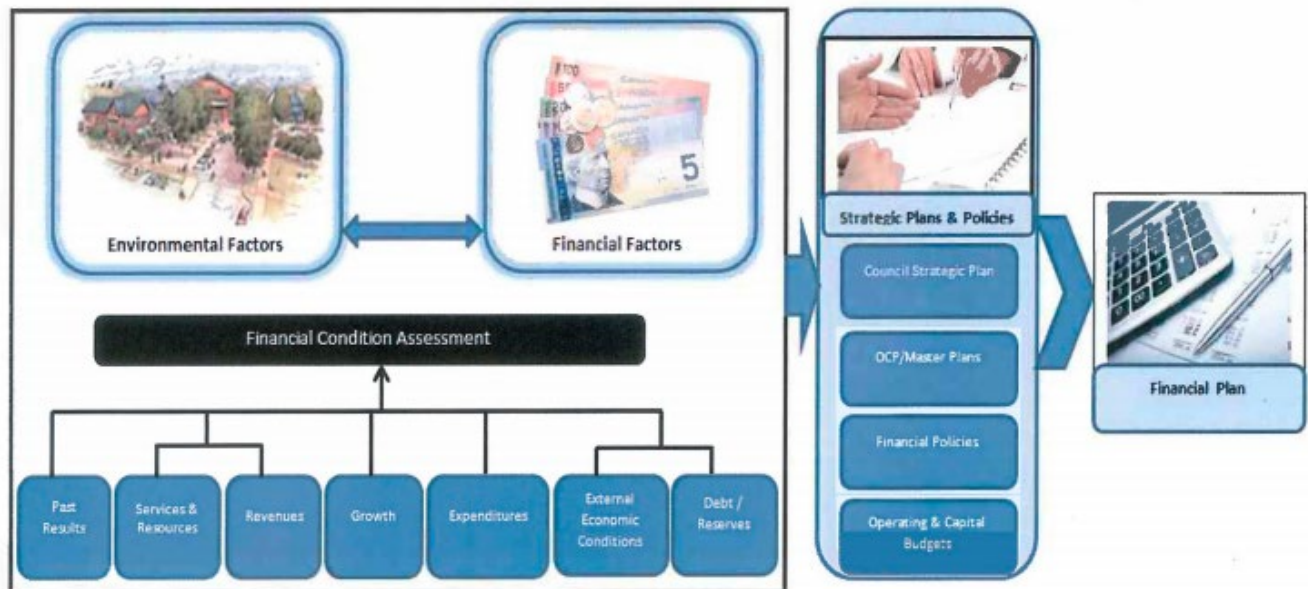 Environmental Factors
Financial Factors
5
Financial Condition Assessment
Past
Results
Services &
Resources
Revenues
Growth
Expenditures
External
Economic
Conditions
Debt /
Reserves
Strategic Plans & Policies
Council Strategic Plan
OCP/Master Plans
Financial Policies
Operating & Capital
Budgets
Financial Plan